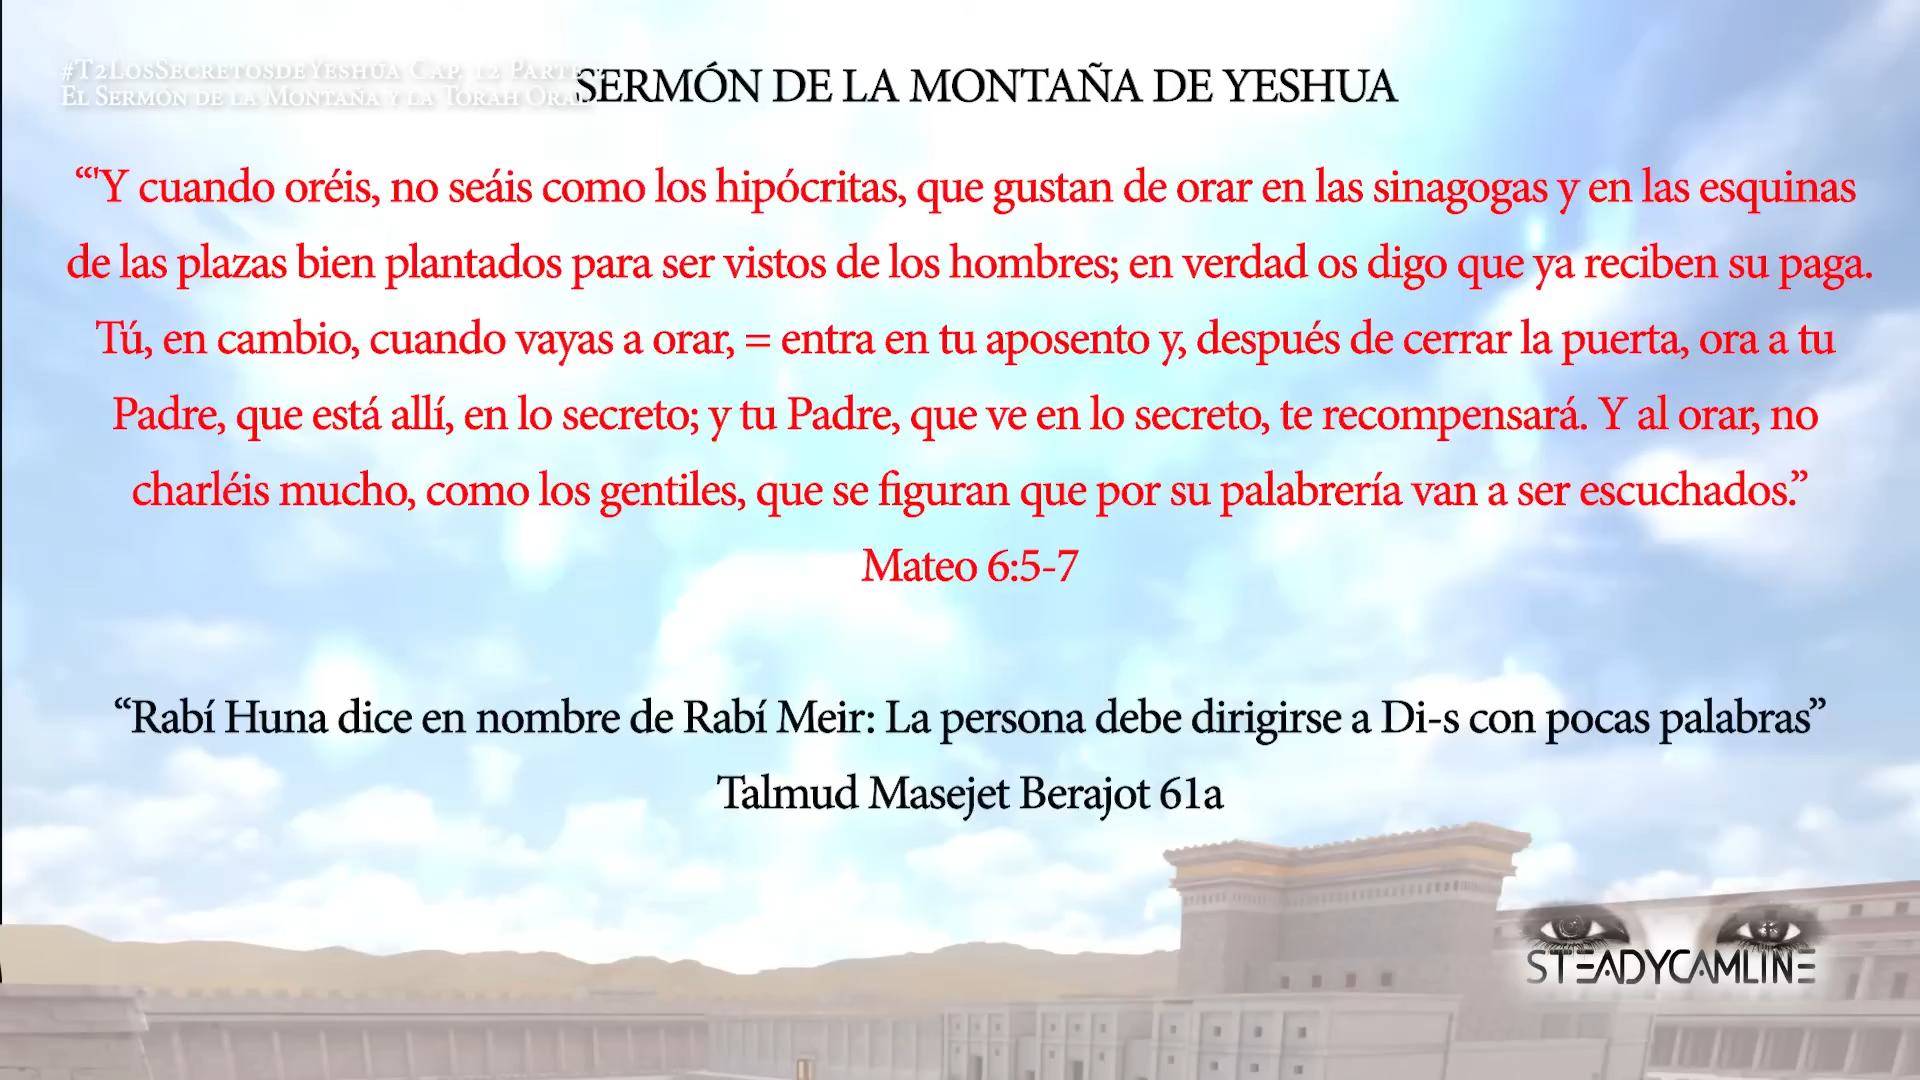 #T2LosSecretosdeYeshúa Cap. 12 Parte
El Sermón de la Montaña y la Torah Oral
SERMÓN DE LA MONTAÑA DE YESHUA
“'Y cuando oréis, no seáis como los hipócritas, que gustan de orar en las sinagogas y en las esquinas
de las plazas bien plantados para ser vistos de los hombres; en verdad os digo que ya reciben su paga.
Tú, en cambio, cuando vayas a orar, = entra en tu aposento y, después de cerrar la puerta, ora a tu
Padre, que está allí, en lo secreto; y tu Padre, que ve en lo secreto, te recompensará. Y al orar, no
charléis mucho, como los gentiles, que se figuran que por su palabrería van a ser escuchados.”
Mateo 6:5-7
“Rabí Huna dice en nombre de Rabí Meir: La persona debe dirigirse a Di-s con pocas palabras”
Talmud Masejet Berajot 61a
STEADYCAMLINE